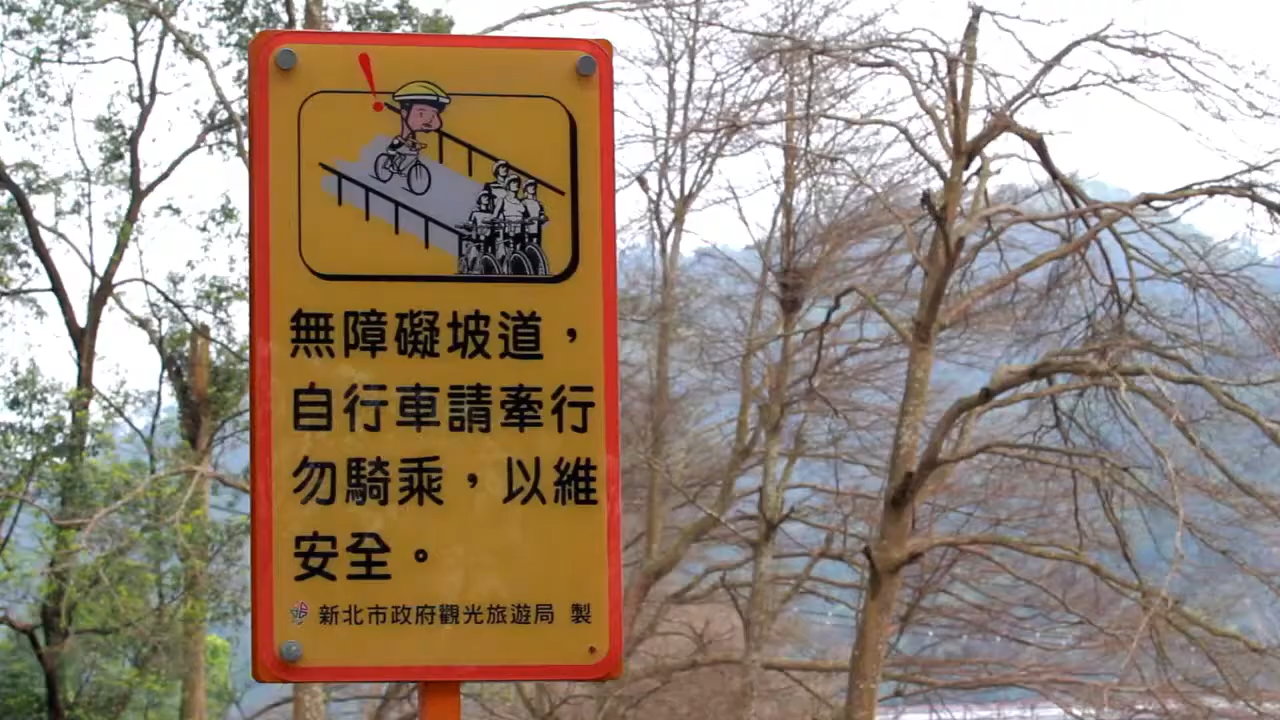 無障礙坡道，
自行車請牽行
勿騎乘，以維
安全。
新北市政府觀光旅遊局 製